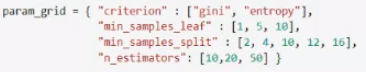 param_grid = { "criterion" : ["gini", "entropy"],
"min_samples_leaf" : [1, 5, 10],
"min_samples_split" : [2, 4, 10, 12, 16],
"n_estimators": [10,20, 50] }